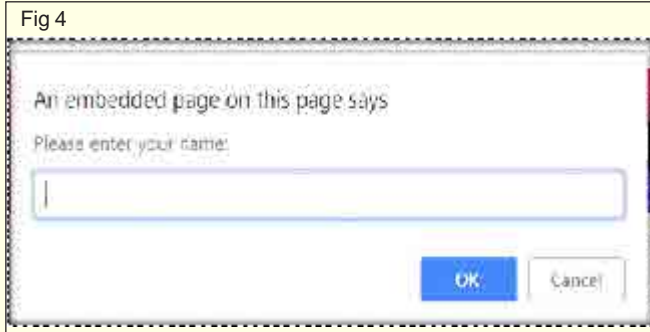 Fig 4
An embedded page on this page says
Please enter your name:
OK
Cancel